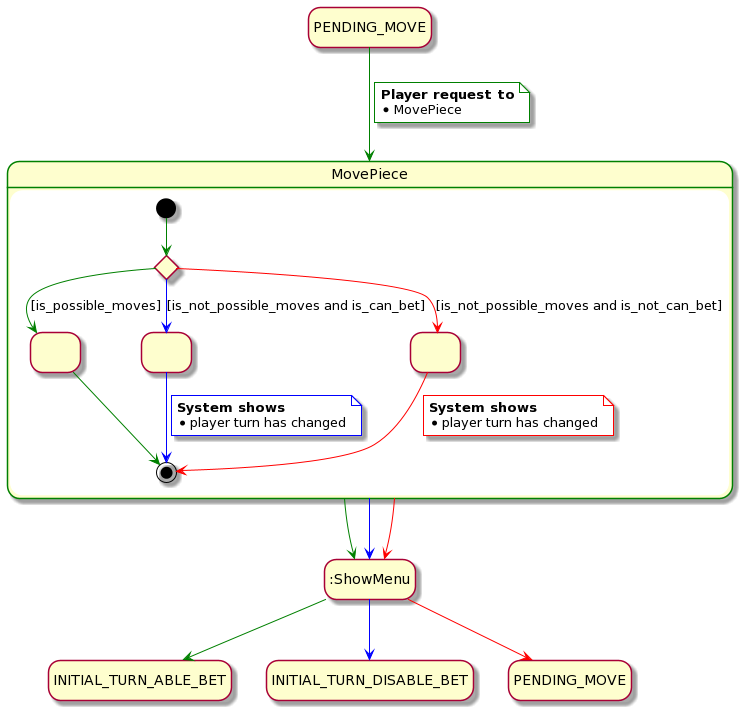 PENDING_MOVE
Player request to
• MovePiece
MovePiece
[is_possible_moves]
[is_not_possible_moves and is_can_bet]
[is_not_possible_moves and is_not_can_bet]
System shows
• player turn has changed
System shows
• player turn has changed
:ShowMenu
INITIAL_TURN_ABLE_BET
INITIAL_TURN_DISABLE_BET
PENDING_MOVE